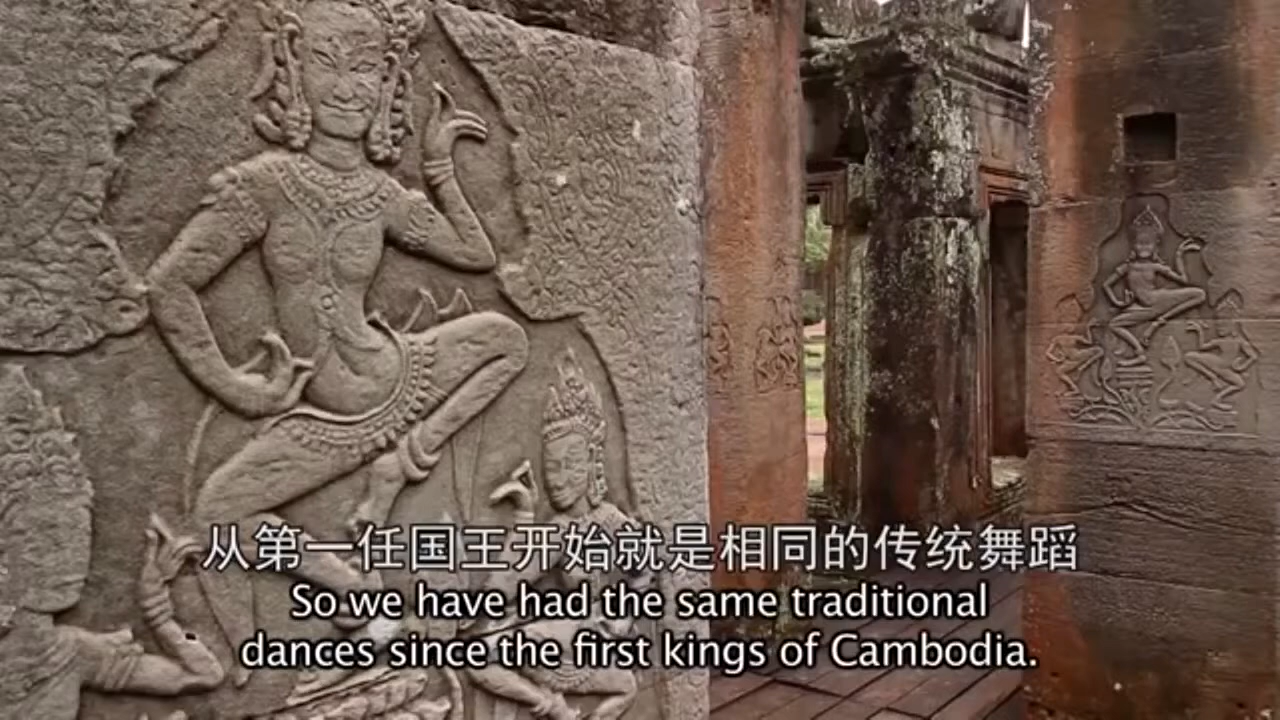 从第一任国王开始就是相同的传统舞蹈
So we have had the same traditional
dances since the first kings of Cambodia.